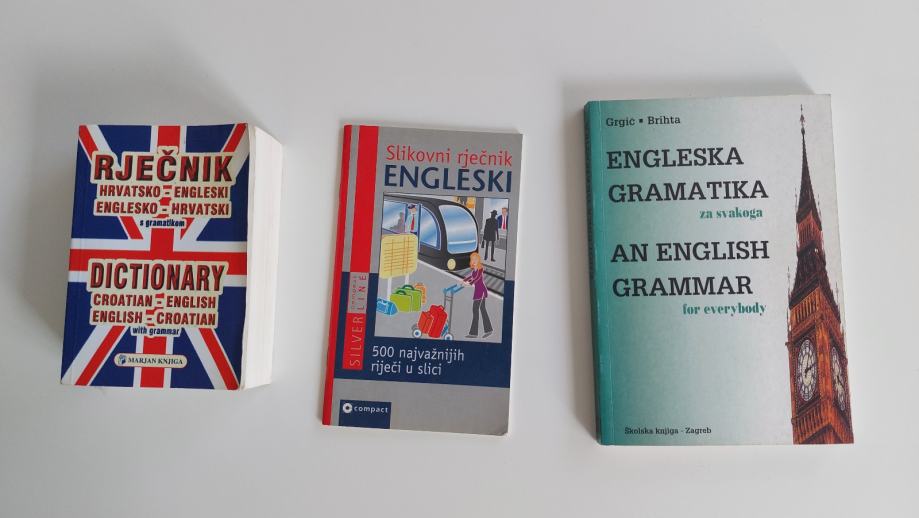 RJEČNIK
HRVATSKO - ENGLESKI
ENGLESKO - HRVATSKI
s gramatikom
DICTIONARY
CROATIAN - ENGLISH
ENGLISH - CROATIAN
with grammar
MARJAN KNJIGA
Slikovni rječnik
ENGLESKI
SILVER LINE
500 najvažnijih
riječi u slici
compact
Grgić ▪ Brihta
ENGLESKA
GRAMATIKA
za svakoga
AN ENGLISH
GRAMMAR
for everybody
Školska knjiga - Zagreb